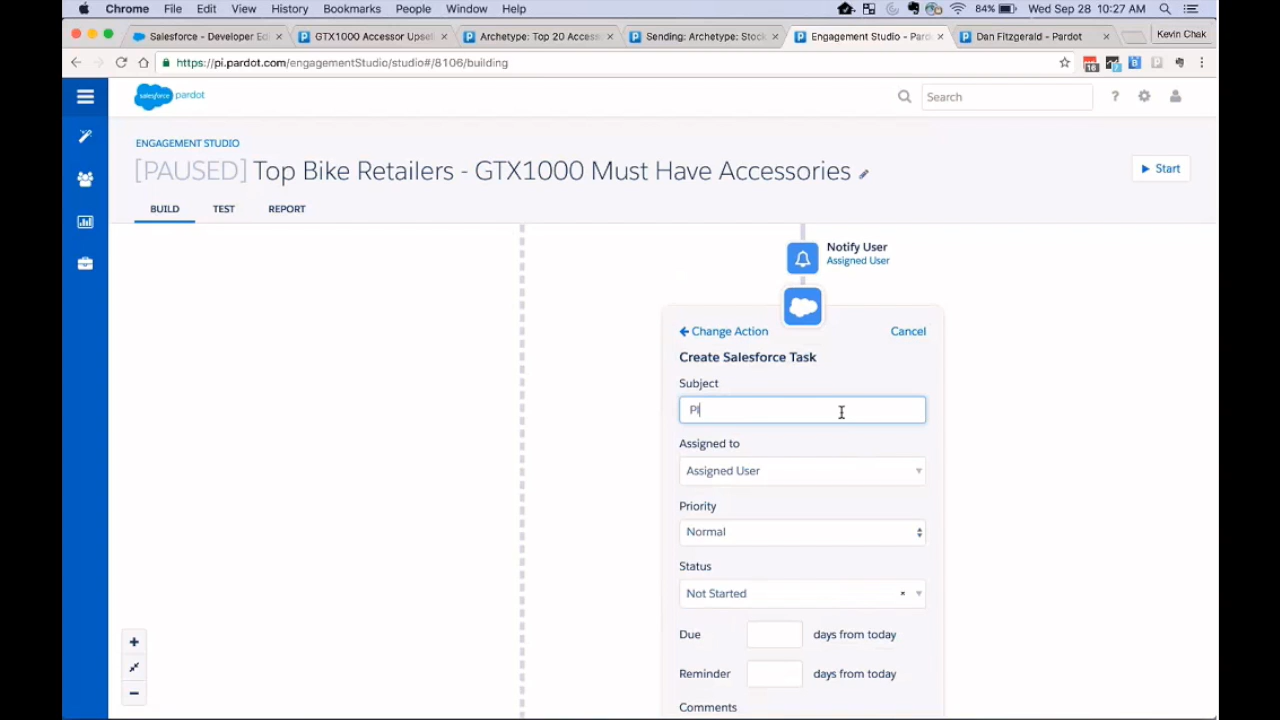 Chrome File Edit View History Bookmarks People Window Help 84% Wed Sep 28 10:27 AM
Salesforce - Developer Ed × GTX1000 Accessor Upsel × Archetype: Top 20 Access × Sending: Archetype: Stock × Engagement Studio - Pard × Dan Fitzgerald - Pardot × Kevin Chak
https://pi.pardot.com/engagementStudio/studio#/8106/building
salesforce pardot Search ?
ENGAGEMENT STUDIO
[PAUSED] Top Bike Retailers - GTX1000 Must Have Accessories Start
BUILD TEST REPORT
Notify User
Assigned User
Change Action Cancel
Create Salesforce Task
Subject
Pl
Assigned to
Assigned User
Priority
Normal
Status
Not Started ×
Due days from today
Reminder days from today
Comments